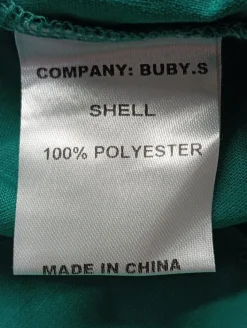 COMPANY: BUBY.S
SHELL
100% POLYESTER
MADE IN CHINA